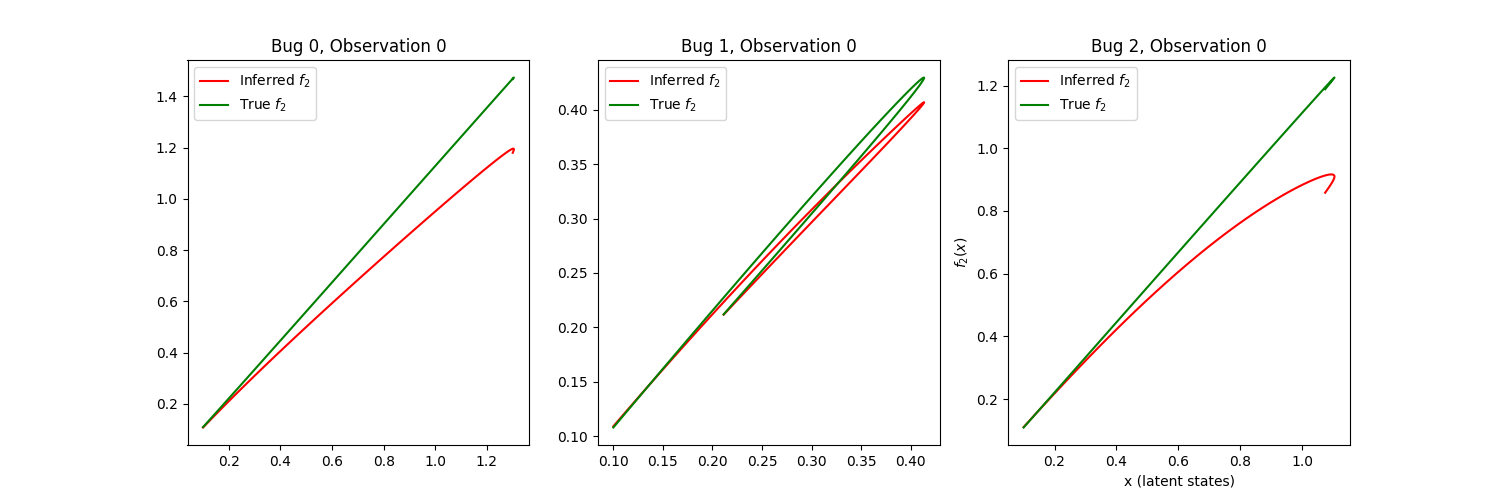 Bug 0, Observation 0
Inferred f₂
True f₂
1.4
1.2
1.0
0.8
0.6
0.4
0.2
0.2 0.4 0.6 0.8 1.0 1.2
Bug 1, Observation 0
Inferred f₂
True f₂
0.40
0.35
0.30
0.25
0.20
0.15
0.10
0.10 0.15 0.20 0.25 0.30 0.35 0.40
Bug 2, Observation 0
Inferred f₂
True f₂
f₂(x)
1.2
1.0
0.8
0.6
0.4
0.2
0.2 0.4 0.6 0.8 1.0
x (latent states)